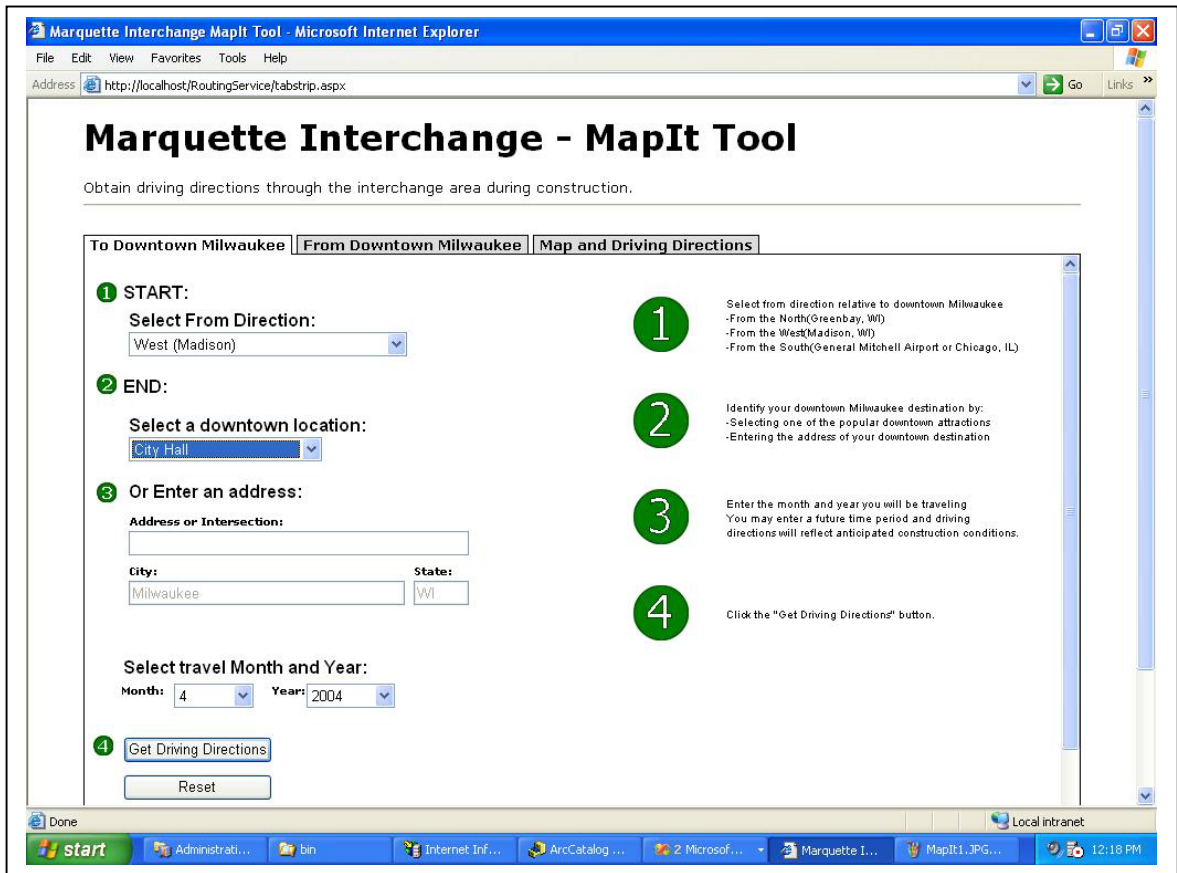 Marquette Interchange MapIt Tool - Microsoft Internet Explorer
File Edit View Favorites Tools Help
Address http://localhost/RoutingService/tabstrip.aspx Go Links »
Marquette Interchange - MapIt Tool
Obtain driving directions through the interchange area during construction.
To Downtown Milwaukee From Downtown Milwaukee Map and Driving Directions
1 START:
Select From Direction:
West (Madison)
2 END:
Select a downtown location:
City Hall
3 Or Enter an address:
Address or Intersection:
City: State:
Milwaukee WI
Select travel Month and Year:
Month: 4 Year: 2004
4 Get Driving Directions
Reset
1 Select from direction relative to downtown Milwaukee
-From the North(Greenbay, WI)
-From the West(Madison, WI)
-From the South(General Mitchell Airport or Chicago, IL)
2 Identify your downtown Milwaukee destination by:
-Selecting one of the popular downtown attractions
-Entering the address of your downtown destination
3 Enter the month and year you will be traveling
You may enter a future time period and driving
directions will reflect anticipated construction conditions.
4 Click the "Get Driving Directions" button.
Done Local intranet
start Administrati... bin Internet Inf... ArcCatalog ... 2 Microsof... Marquette I... MapIt1.JPG... 12:18 PM